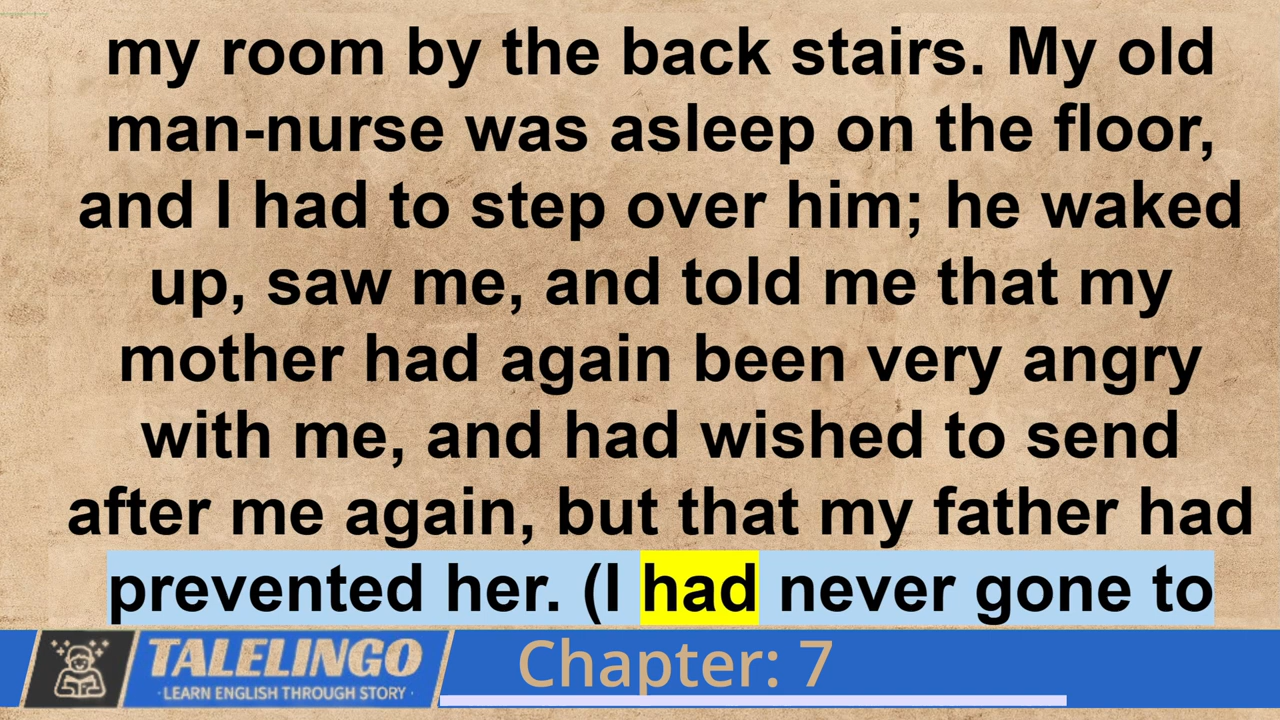 my room by the back stairs. My old
man-nurse was asleep on the floor,
and I had to step over him; he waked
up, saw me, and told me that my
mother had again been very angry
with me, and had wished to send
after me again, but that my father had
prevented her. (I had never gone to
TALELINGO
·LEARN ENGLISH THROUGH STORY·
Chapter: 7